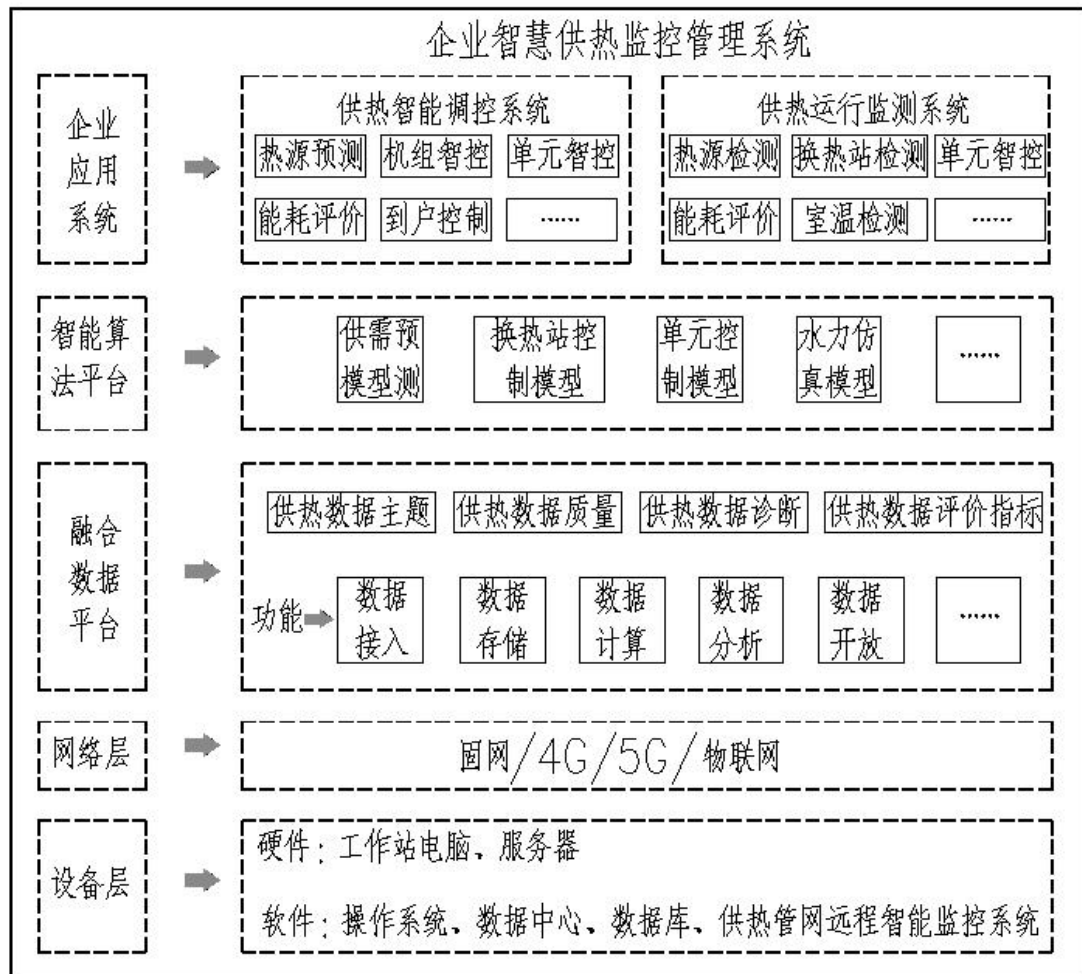 企业智慧供热监控管理系统
企业
应用
系统
供热智能调控系统
热源预测 机组智控 单元智控
能耗评价 到户控制 ……
供热运行监测系统
热源检测 换热站检测 单元智控
能耗评价 室温检测 ……
智能算
法平台
供需预
模型测
换热站控
制模型
单元控
制模型
水力仿
真模型
……
融合
数据
平台
供热数据主题 供热数据质量 供热数据诊断 供热数据评价指标
功能
数据
接入
数据
存储
数据
计算
数据
分析
数据
开放
……
网络层
固网/4G/5G/物联网
设备层
硬件：工作站电脑、服务器
软件：操作系统、数据中心、数据库、供热管网远程智能监控系统